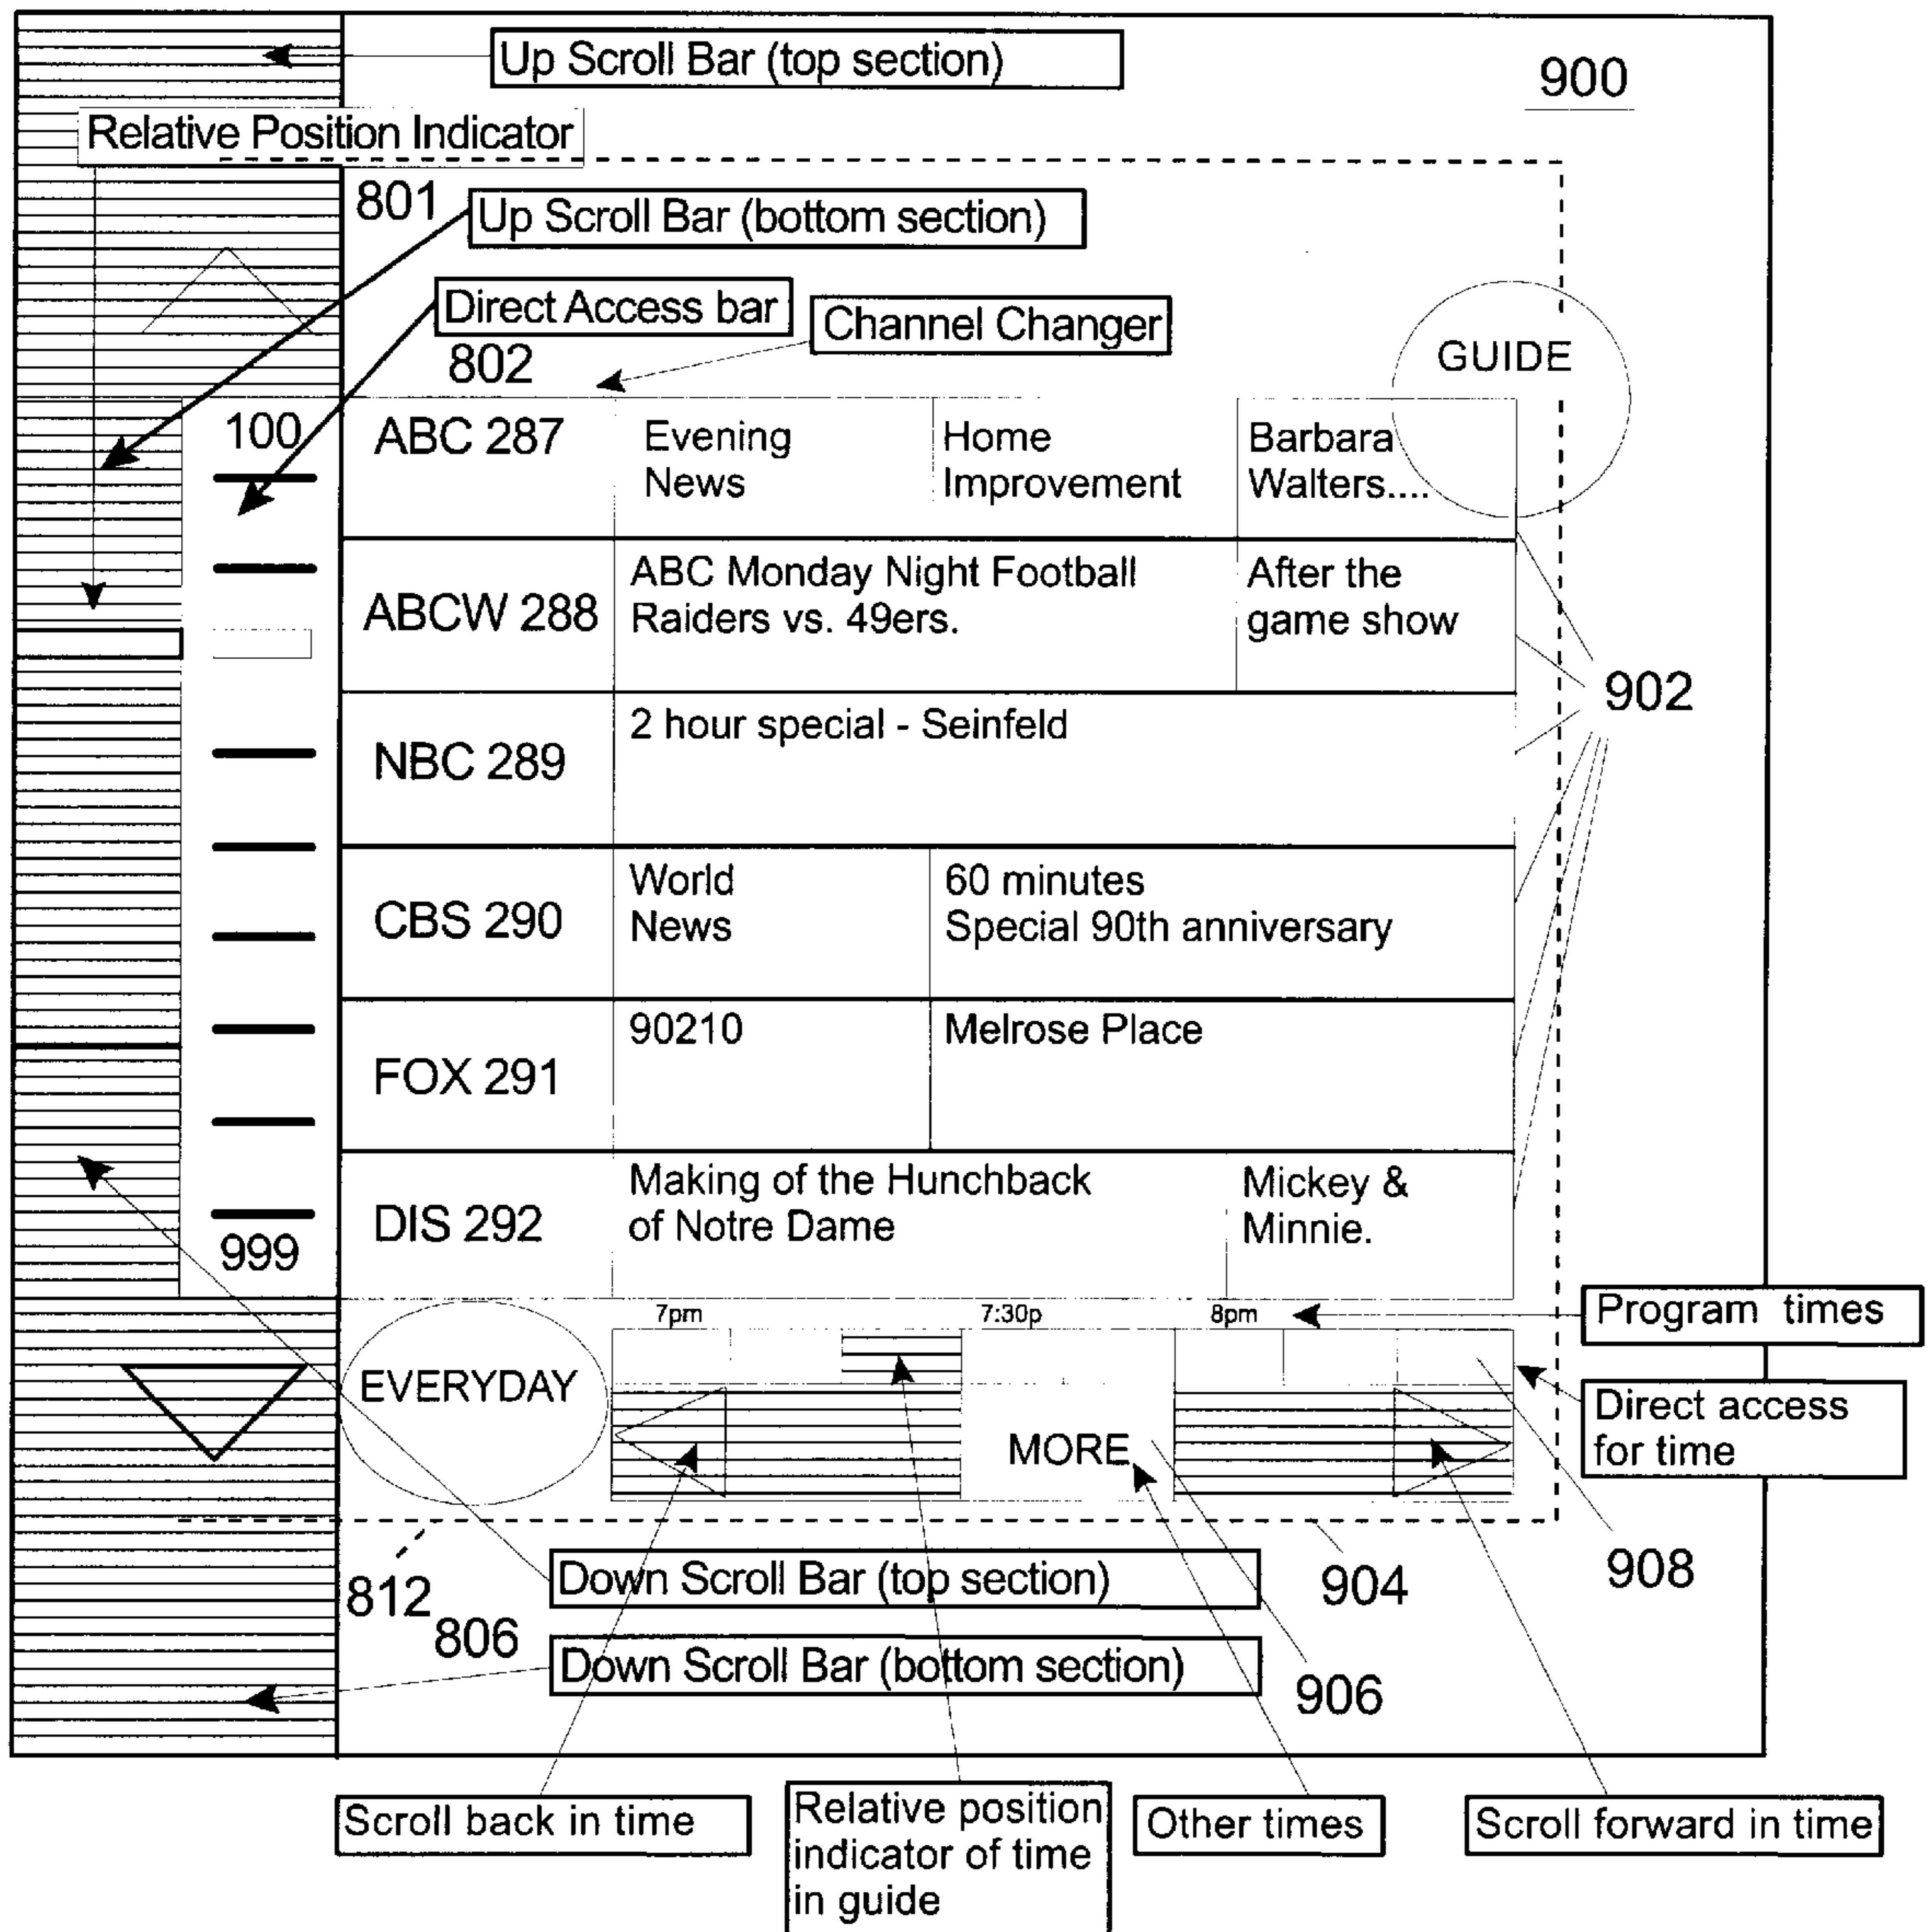 Up Scroll Bar (top section)
900
Relative Position Indicator
801
Up Scroll Bar (bottom section)
Direct Access bar
Channel Changer
802
GUIDE
100
ABC 287
Evening
News
Home
Improvement
Barbara
Walters....
ABCW 288
ABC Monday Night Football
Raiders vs. 49ers.
After the
game show
902
NBC 289
2 hour special - Seinfeld
CBS 290
World
News
60 minutes
Special 90th anniversary
FOX 291
90210
Melrose Place
DIS 292
Making of the Hunchback
of Notre Dame
Mickey &
Minnie.
999
7pm
7:30p
8pm
Program times
EVERYDAY
MORE
Direct access
for time
812
806
Down Scroll Bar (top section)
904
908
Down Scroll Bar (bottom section)
906
Scroll back in time
Relative position
indicator of time
in guide
Other times
Scroll forward in time